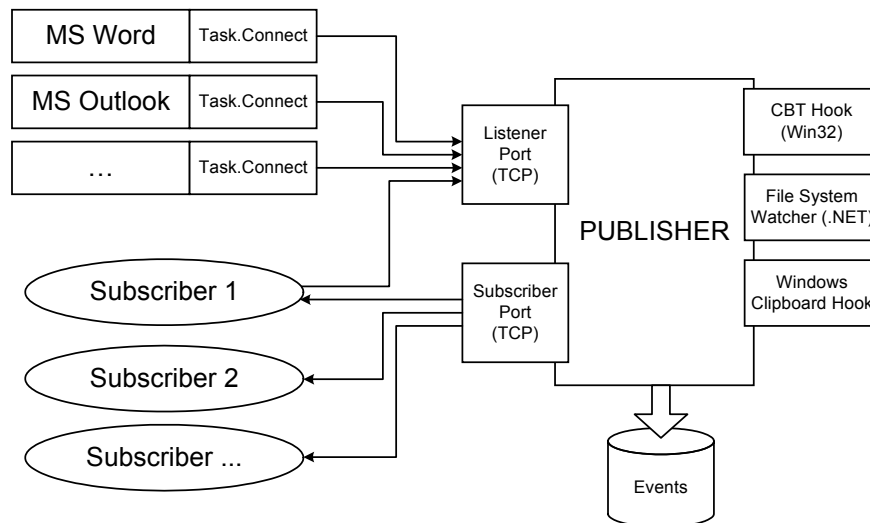 MS Word
Task.Connect
MS Outlook
Task.Connect
...
Task.Connect
Listener
Port
(TCP)
PUBLISHER
CBT Hook
(Win32)
File System
Watcher (.NET)
Windows
Clipboard Hook
Subscriber 1
Subscriber
Port
(TCP)
Subscriber 2
Subscriber ...
Events